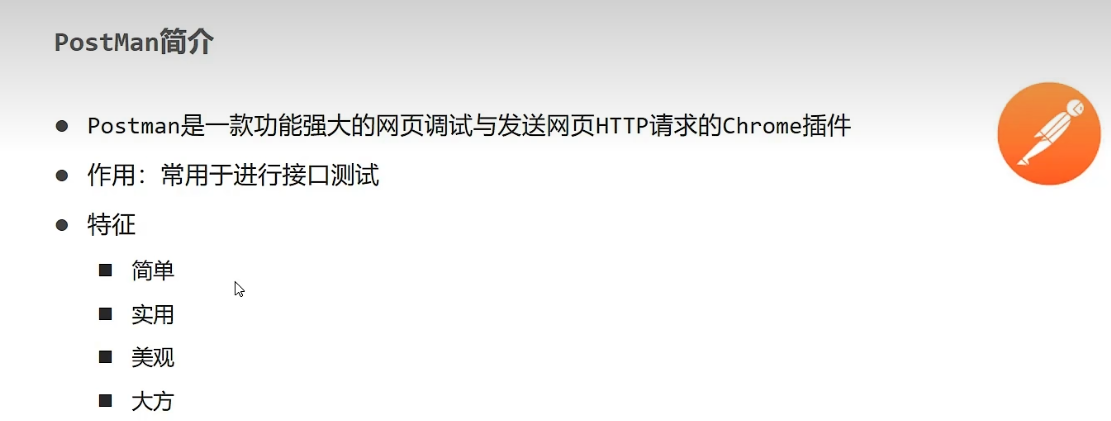 PostMan简介
Postman是一款功能强大的网页调试与发送网页HTTP请求的Chrome插件
作用：常用于进行接口测试
特征
简单
实用
美观
大方